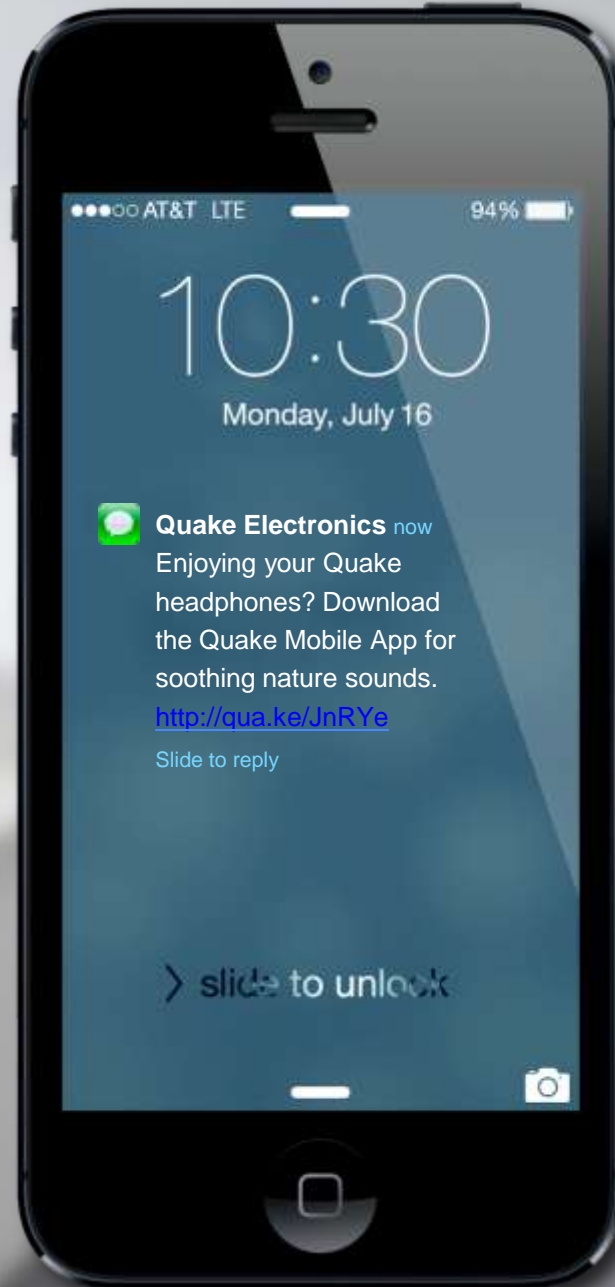 AT&T LTE 94%
10:30
Monday, July 16
Quake Electronics now
Enjoying your Quake
headphones? Download
the Quake Mobile App for
soothing nature sounds.
http://qua.ke/JnRYe
Slide to reply
> slide to unlock